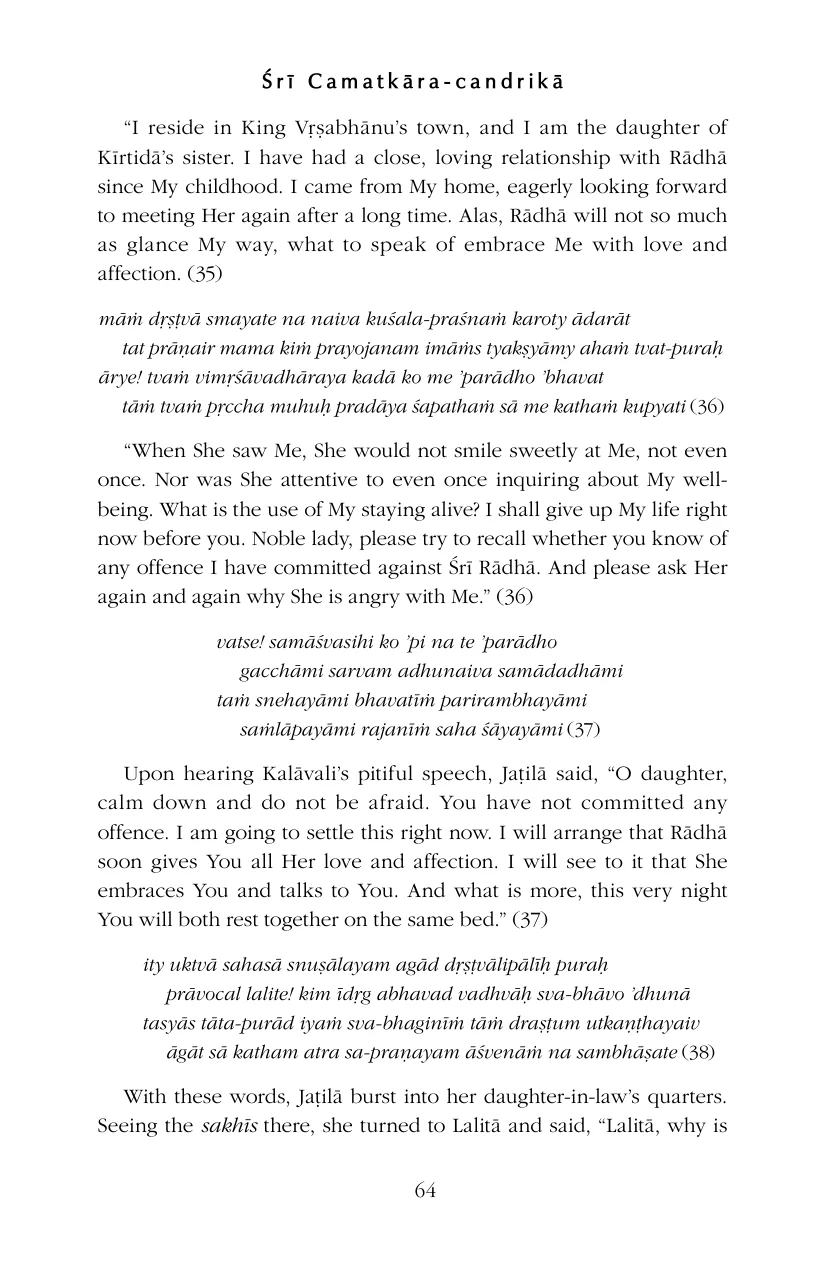 Śrī Camatkāra-candrikā
“I reside in King Vṛṣabhānu’s town, and I am the daughter of
Kīrtidā’s sister. I have had a close, loving relationship with Rādhā
since My childhood. I came from My home, eagerly looking forward
to meeting Her again after a long time. Alas, Rādhā will not so much
as glance My way, what to speak of embrace Me with love and
affection. (35)
māṁ dṛṣṭvā smayate na naiva kuśala-praśnaṁ karoty ādarāt
tat prāṇair mama kiṁ prayojanam imāṁs tyakṣyāmy ahaṁ tvat-puraḥ
ārye! tvaṁ vimṛśāvadhāraya kadā ko me ’parādho ’bhavat
tāṁ tvaṁ pṛccha muhuḥ pradāya śapathaṁ sā me kathaṁ kupyati (36)
“When She saw Me, She would not smile sweetly at Me, not even
once. Nor was She attentive to even once inquiring about My well-
being. What is the use of My staying alive? I shall give up My life right
now before you. Noble lady, please try to recall whether you know of
any offence I have committed against Śrī Rādhā. And please ask Her
again and again why She is angry with Me.” (36)
vatse! samāśvasihi ko ’pi na te ’parādho
gacchāmi sarvam adhunaiva samādadhāmi
taṁ snehayāmi bhavatīṁ parirambhayāmi
saṁlāpayāmi rajanīṁ saha śāyayāmi (37)
Upon hearing Kalāvali’s pitiful speech, Jaṭilā said, “O daughter,
calm down and do not be afraid. You have not committed any
offence. I am going to settle this right now. I will arrange that Rādhā
soon gives You all Her love and affection. I will see to it that She
embraces You and talks to You. And what is more, this very night
You will both rest together on the same bed.” (37)
ity uktvā sahasā snuṣālayam agād dṛṣṭvālipālīḥ puraḥ
prāvocal lalite! kim īdṛg abhavad vadhvāḥ sva-bhāvo ’dhunā
tasyās tāta-purād iyaṁ sva-bhaginīṁ tāṁ draṣṭum utkaṇṭhayaiv
āgāt sā katham atra sa-praṇayam āśvenāṁ na sambhāṣate (38)
With these words, Jaṭilā burst into her daughter-in-law’s quarters.
Seeing the sakhīs there, she turned to Lalitā and said, “Lalitā, why is
64